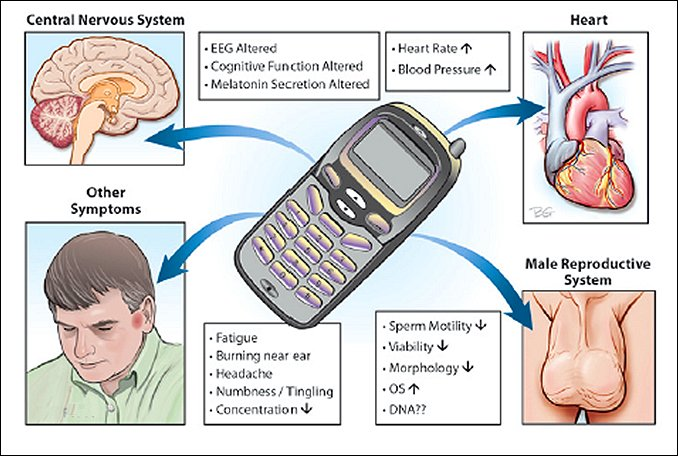 Central Nervous System
• EEG Altered
• Cognitive Function Altered
• Melatonin Secretion Altered
• Heart Rate ↑
• Blood Pressure ↑
Heart
Other
Symptoms
• Fatigue
• Burning near ear
• Headache
• Numbness / Tingling
• Concentration ↓
• Sperm Motility ↓
• Viability ↓
• Morphology ↓
• OS ↑
• DNA??
Male Reproductive
System